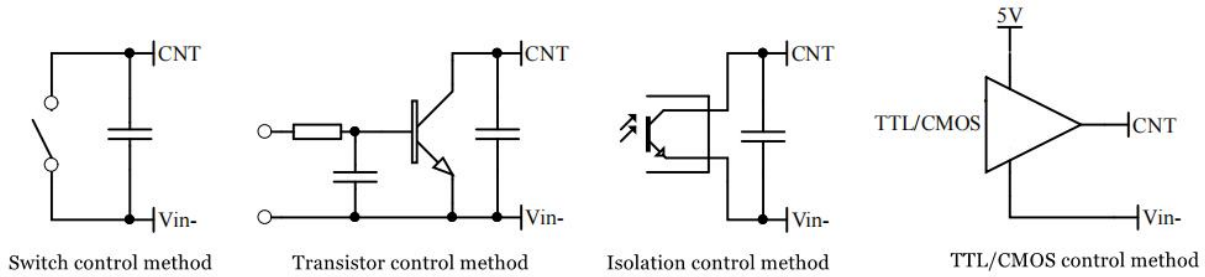 5V
CNT
CNT
CNT
TTL/CMOS
CNT
Vin-
Vin-
Vin-
Vin-
Switch control method
Transistor control method
Isolation control method
TTL/CMOS control method